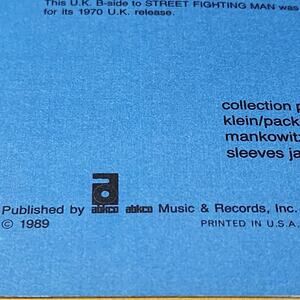 This U.K. B-side to STREET FIGHTING MAN was
for its 1970 U.K. release.
collection p
klein/pack
mankowitz
sleeves ja
a
Published by abkco abkco Music & Records, Inc.
© 1989
PRINTED IN U.S.A.